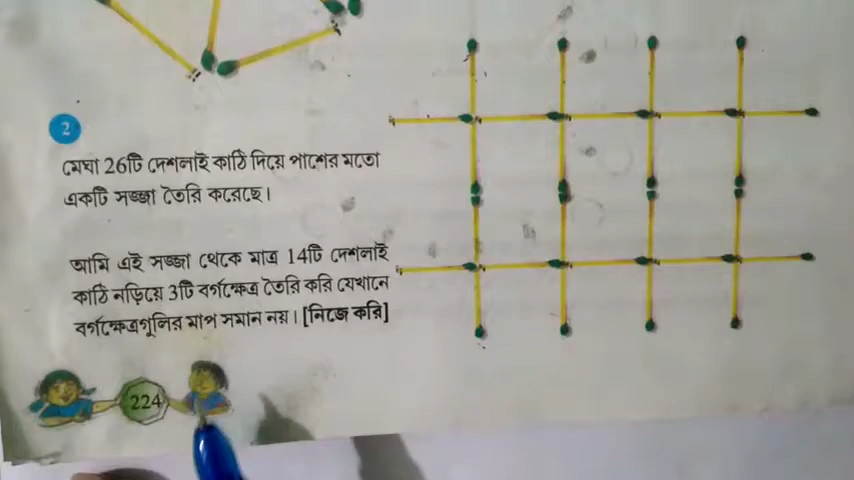 2
মেঘা 26টি দেশলাই কাঠি দিয়ে পাশের মতো
একটি সজ্জা তৈরি করেছে।
আমি এই সজ্জা থেকে মাত্র 14টি দেশলাই
কাঠি নড়িয়ে 3টি বর্গক্ষেত্র তৈরি করি যেখানে
বর্গক্ষেত্রগুলির মাপ সমান নয়। [নিজে করি]
224